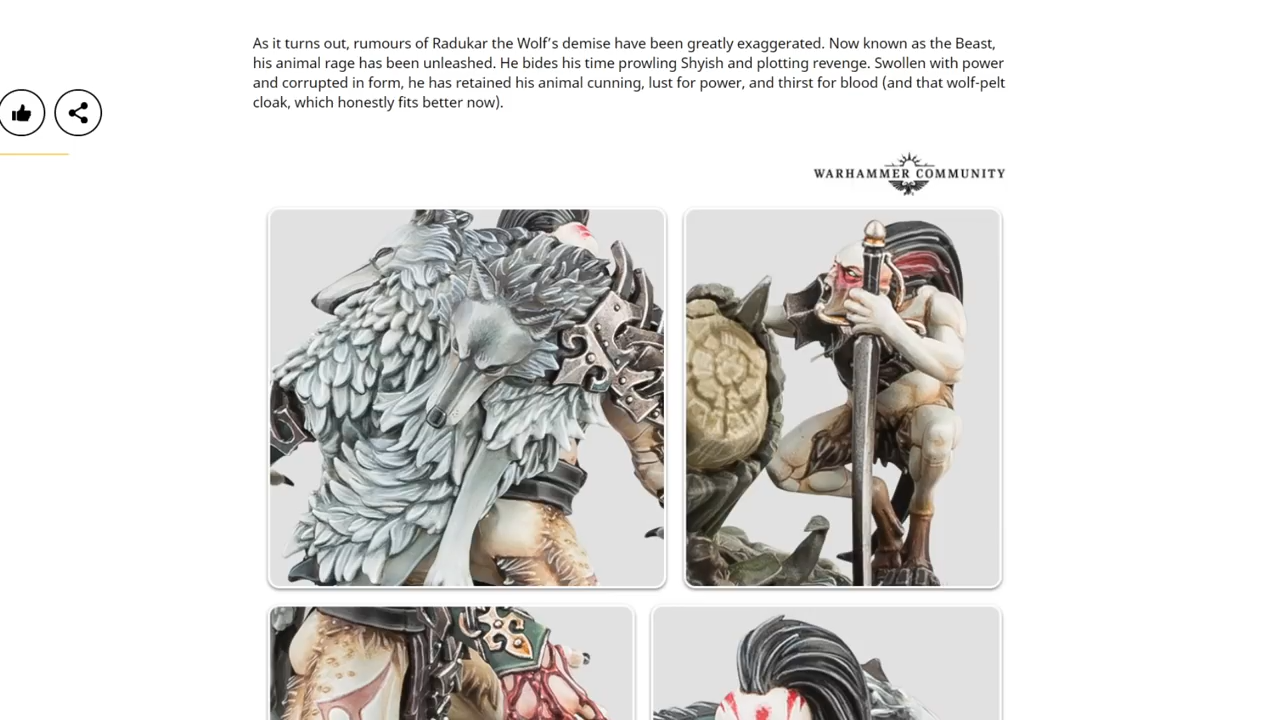 As it turns out, rumours of Radukar the Wolf's demise have been greatly exaggerated. Now known as the Beast,
his animal rage has been unleashed. He bides his time prowling Shyish and plotting revenge. Swollen with power
and corrupted in form, he has retained his animal cunning, lust for power, and thirst for blood (and that wolf-pelt
cloak, which honestly fits better now).
WARHAMMER COMMUNITY